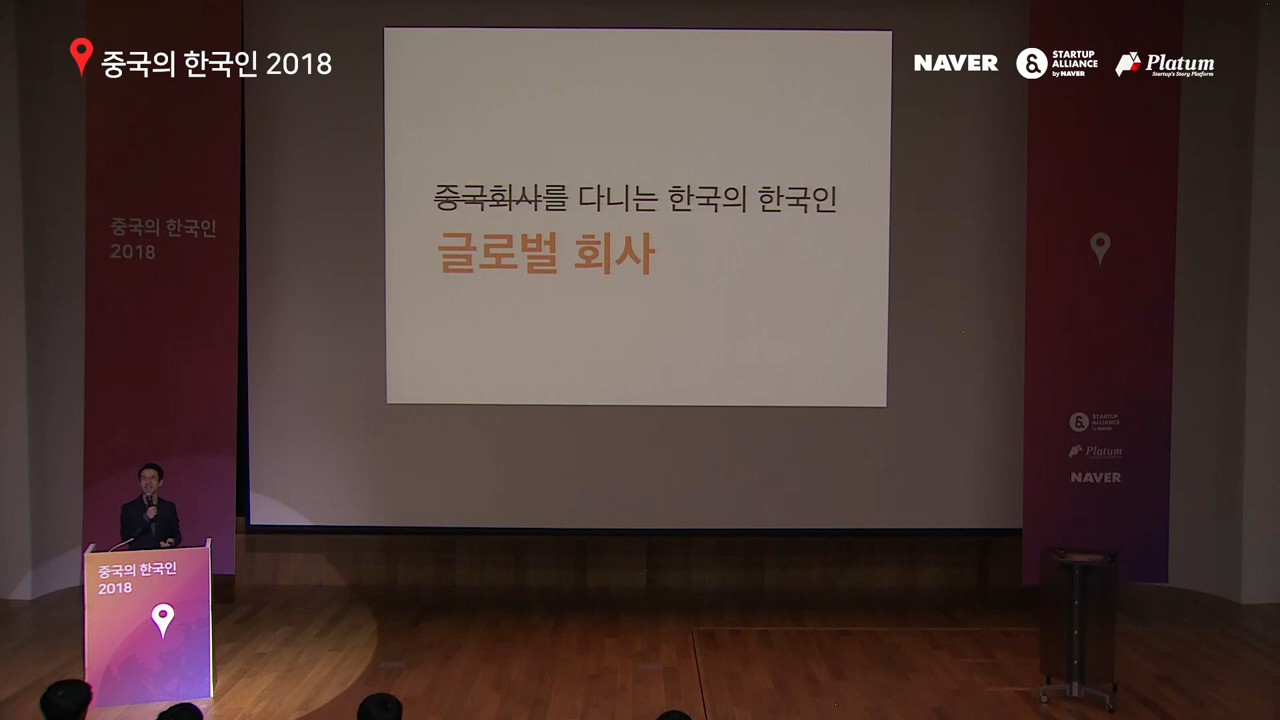 중국의 한국인 2018
NAVER
& STARTUP ALLIANCE by NAVER
Platum
Startup's Story Platform
중국회사를 다니는 한국의 한국인
글로벌 회사
중국의 한국인
2018
중국의 한국인
2018
& STARTUP ALLIANCE by NAVER
Platum
NAVER